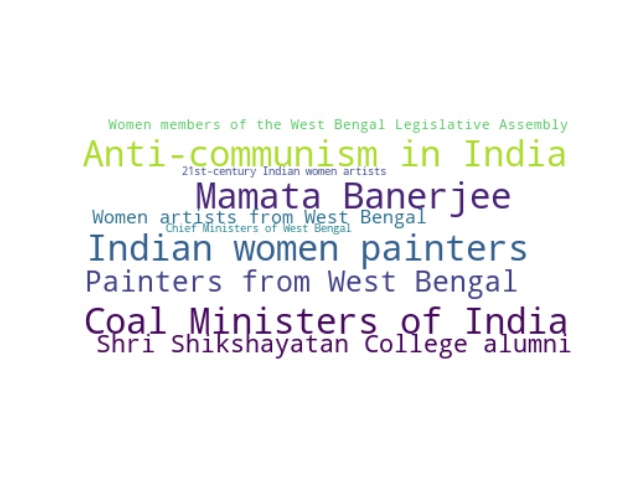 Women members of the West Bengal Legislative Assembly
Anti-communism in India
21st-century Indian women artists
Mamata Banerjee
Women artists from West Bengal
Chief Ministers of West Bengal
Indian women painters
Painters from West Bengal
Coal Ministers of India
Shri Shikshayatan College alumni